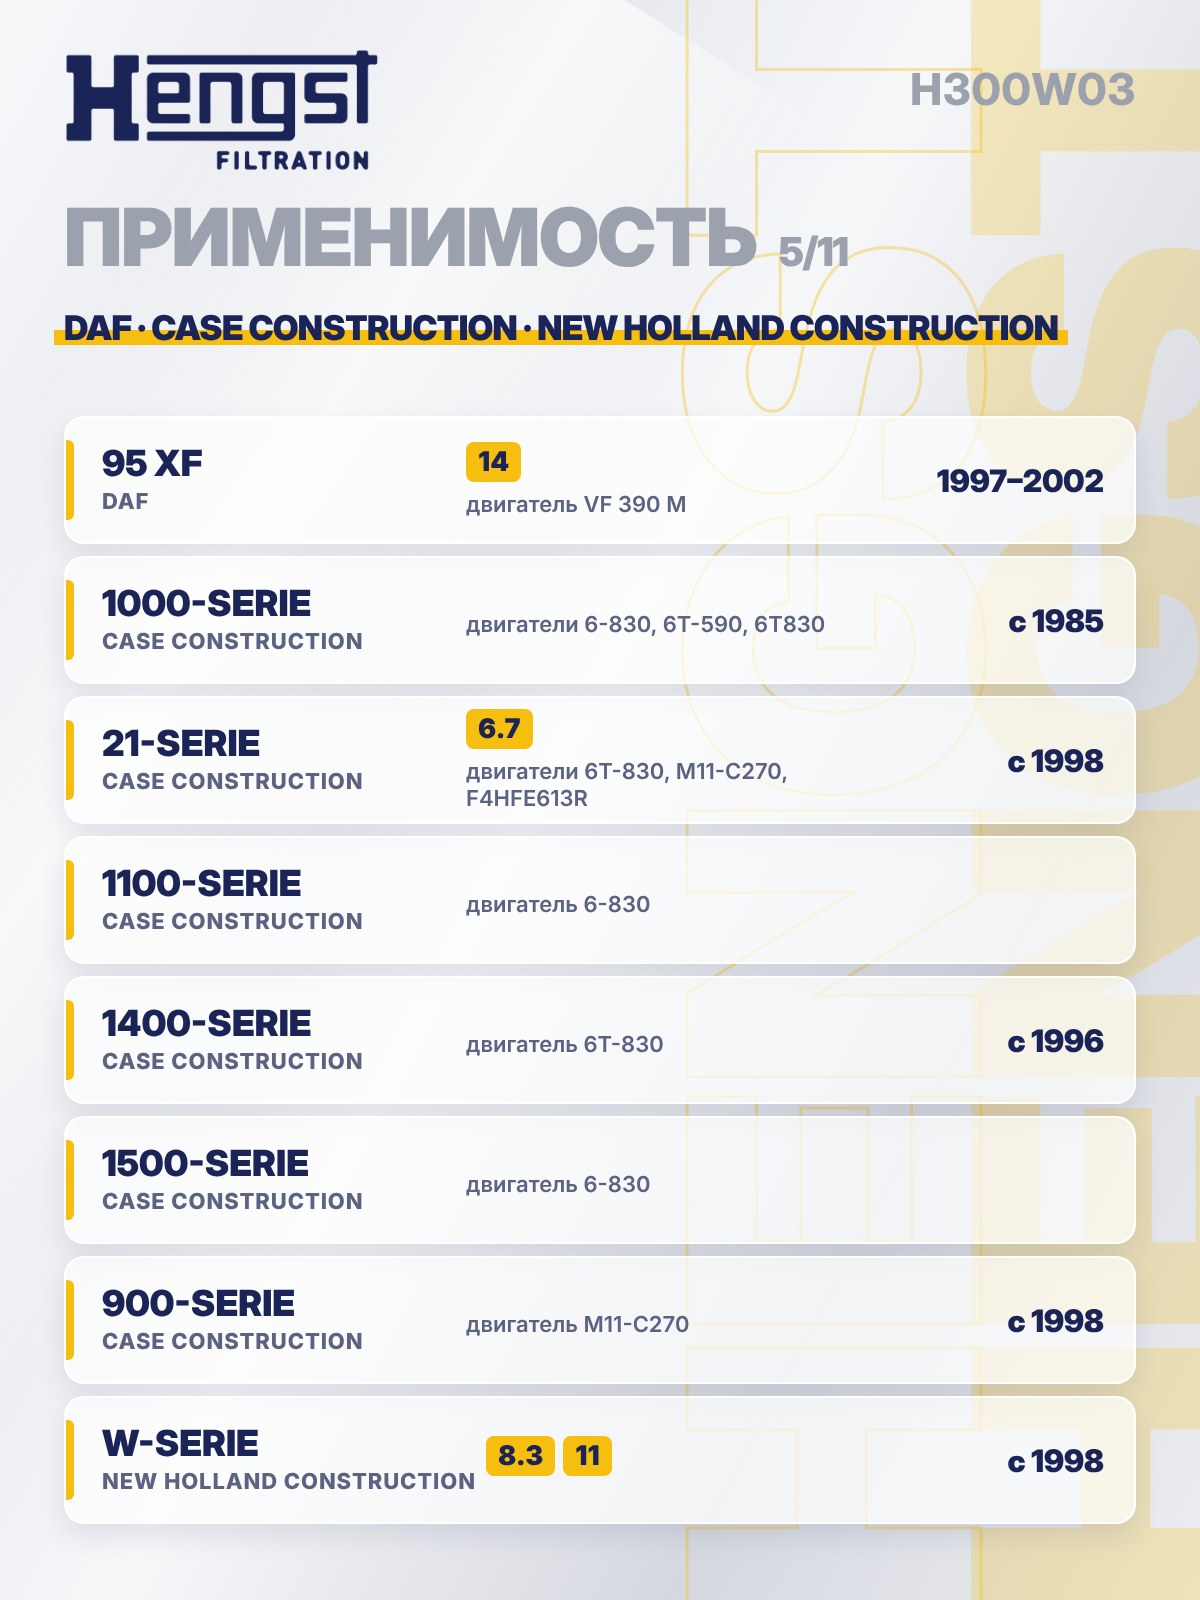 Hengst
FILTRATION
H300W03
ПРИМЕНИМОСТЬ 5/11
DAF · CASE CONSTRUCTION · NEW HOLLAND CONSTRUCTION
95 XF
DAF
14
двигатель VF 390 M
1997–2002
1000-SERIE
CASE CONSTRUCTION
двигатели 6-830, 6T-590, 6T830
с 1985
21-SERIE
CASE CONSTRUCTION
6.7
двигатели 6T-830, M11-C270,
F4HFE613R
с 1998
1100-SERIE
CASE CONSTRUCTION
двигатель 6-830
1400-SERIE
CASE CONSTRUCTION
двигатель 6T-830
с 1996
1500-SERIE
CASE CONSTRUCTION
двигатель 6-830
900-SERIE
CASE CONSTRUCTION
двигатель M11-C270
с 1998
W-SERIE
NEW HOLLAND CONSTRUCTION
8.3 11
с 1998
HENGST
HENGST